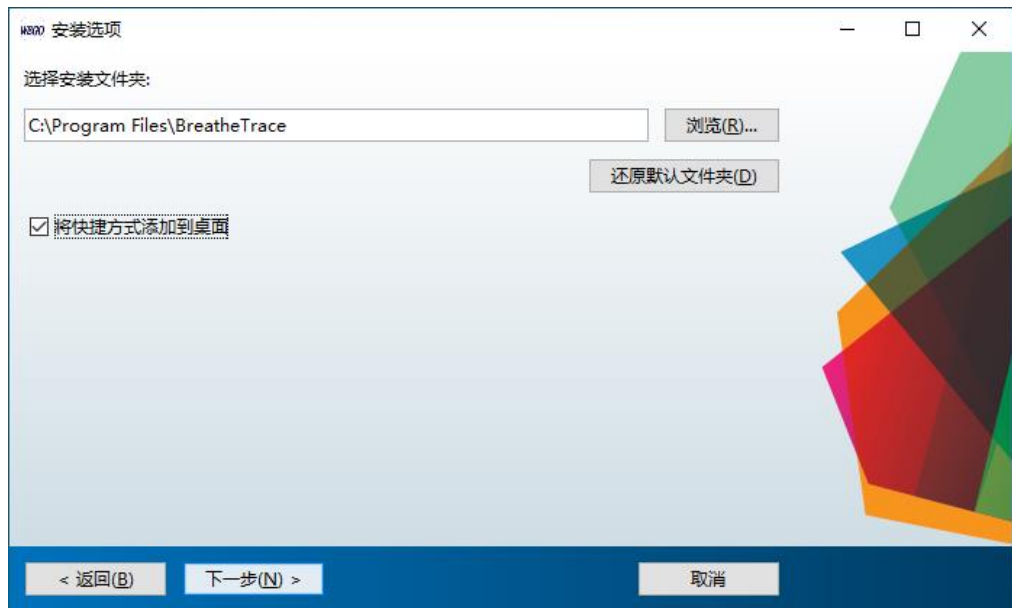 安装选项
选择安装文件夹:
C:\Program Files\BreatheTrace
浏览(R)...
还原默认文件夹(D)
将快捷方式添加到桌面
< 返回(B)
下一步(N) >
取消